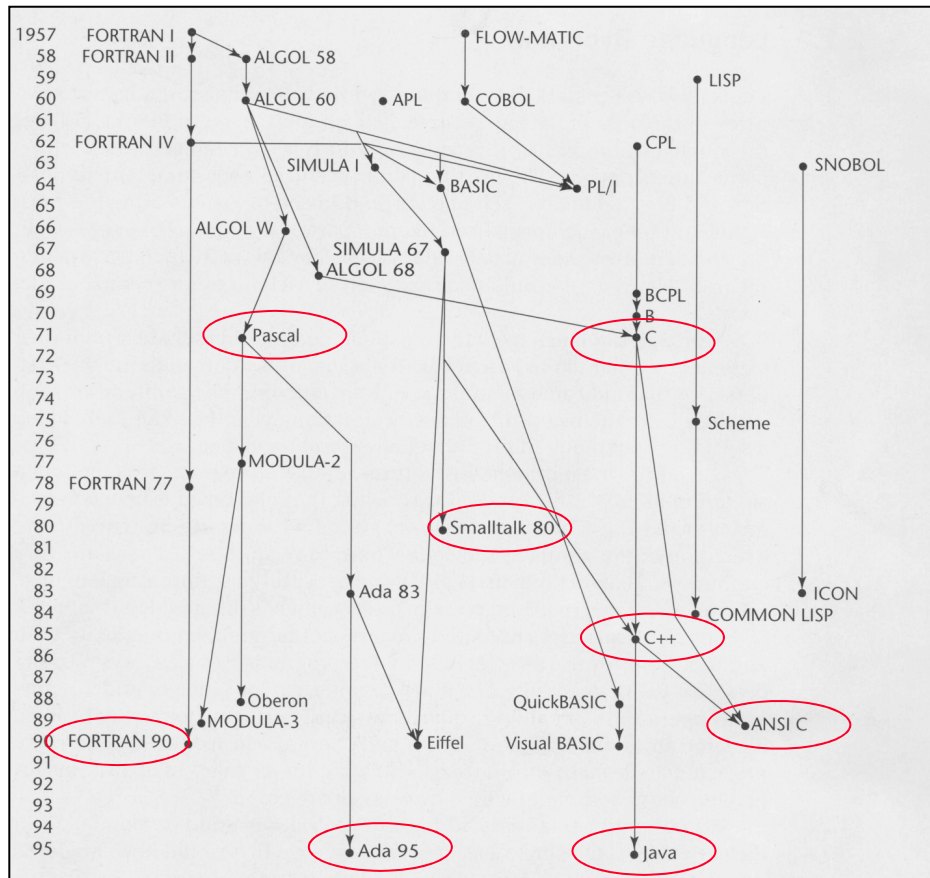 1957 FORTRAN I FLOW-MATIC
58 FORTRAN II ALGOL 58
59 LISP
60 ALGOL 60 APL COBOL
61
62 FORTRAN IV CPL
63 SIMULA I SNOBOL
64 BASIC PL/I
65
66 ALGOL W
67 SIMULA 67
68 ALGOL 68
69 BCPL
70 B
71 Pascal C
72
73
74
75 Scheme
76
77 MODULA-2
78 FORTRAN 77
79
80 Smalltalk 80
81
82
83 Ada 83 ICON
84 COMMON LISP
85 C++
86
87
88 Oberon QuickBASIC
89 MODULA-3 ANSI C
90 FORTRAN 90 Eiffel Visual BASIC
91
92
93
94
95 Ada 95 Java